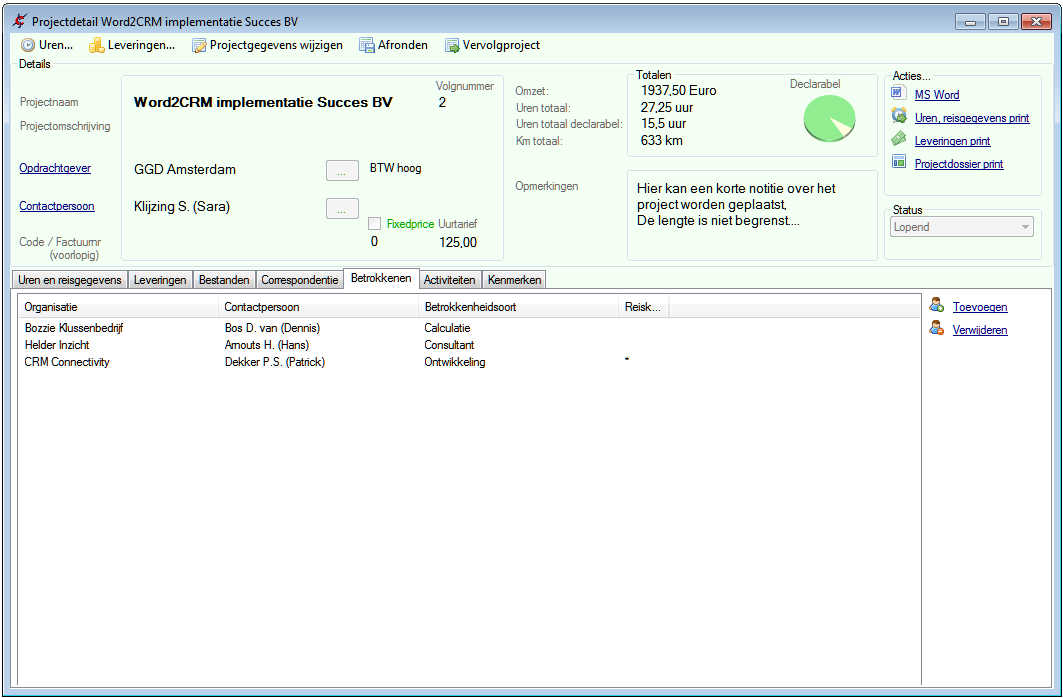 Projectdetail Word2CRM implementatie Succes BV
Uren... Leveringen... Projectgegevens wijzigen Afronden Vervolgproject
Details
Projectnaam Word2CRM implementatie Succes BV Volgnummer
2
Projectomschrijving
Opdrachtgever GGD Amsterdam ... BTW hoog
Contactpersoon Klijzing S. (Sara) ...
Fixedprice Uurtarief
Code / Factuurnr 0 125,00
(voorlopig)
Totalen
Omzet: 1937,50 Euro Declarabel
Uren totaal: 27,25 uur
Uren totaal declarabel: 15,5 uur
Km totaal: 633 km
Opmerkingen
Hier kan een korte notitie over het
project worden geplaatst,
De lengte is niet begrenst....
Acties...
MS Word
Uren, reisgegevens print
Leveringen print
Projectdossier print
Status
Lopend
Uren en reisgegevens Leveringen Bestanden Correspondentie Betrokkenen Activiteiten Kenmerken
Organisatie Contactpersoon Betrokkenheidsoort Reisk...
Bozzie Klussenbedrijf Bos D. van (Dennis) Calculatie
Helder Inzicht Arnouts H. (Hans) Consultant
CRM Connectivity Dekker P.S. (Patrick) Ontwikkeling *
Toevoegen
Verwijderen